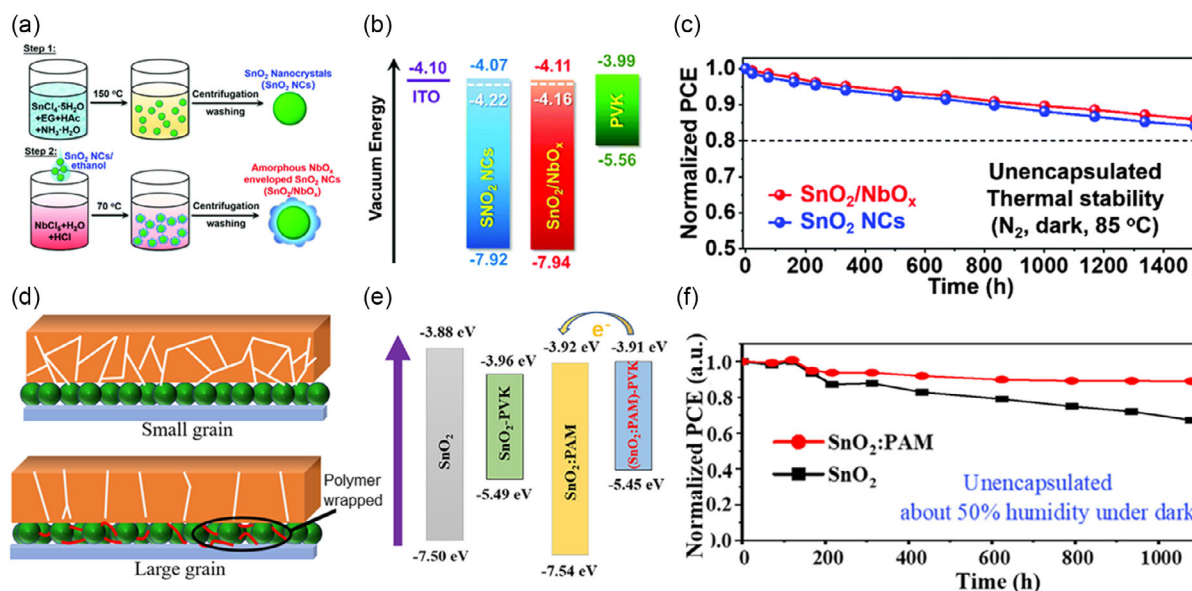 (a)
Step 1:
SnCl₄·5H₂O
+EG+HAc
+NH₃·H₂O
150 °C
Centrifugation
washing
SnO₂ Nanocrystals
(SnO₂ NCs)
Step 2:
SnO₂ NCs/
ethanol
NbCl₅+H₂O
+HCl
70 °C
Centrifugation
washing
Amorphous NbOₓ
enveloped SnO₂ NCs
(SnO₂/NbOₓ)
(b)
Vacuum Energy
-4.10
ITO
-4.07
-4.22
SNO₂ NCs
-7.92
-4.11
-4.16
SnO₂/NbOₓ
-7.94
-3.99
PVK
-5.56
(c)
Normalized PCE
1.0
0.9
0.8
0.7
0.6
0.5
SnO₂/NbOₓ
SnO₂ NCs
Unencapsulated
Thermal stability
(N₂, dark, 85 °C)
0 200 400 600 800 1000 1200 1400
Time (h)
(d)
Small grain
Polymer
wrapped
Large grain
(e)
-3.88 eV
SnO₂
-7.50 eV
-3.96 eV
SnO₂-PVK
-5.49 eV
e⁻
-3.92 eV
SnO₂:PAM
-7.54 eV
-3.91 eV
(SnO₂:PAM)-PVK
-5.45 eV
(f)
Normalized PCE (a.u.)
1.0
0.8
0.6
0.4
0.2
0.0
SnO₂:PAM
SnO₂
Unencapsulated
about 50% humidity under dark
0 200 400 600 800 1000
Time (h)